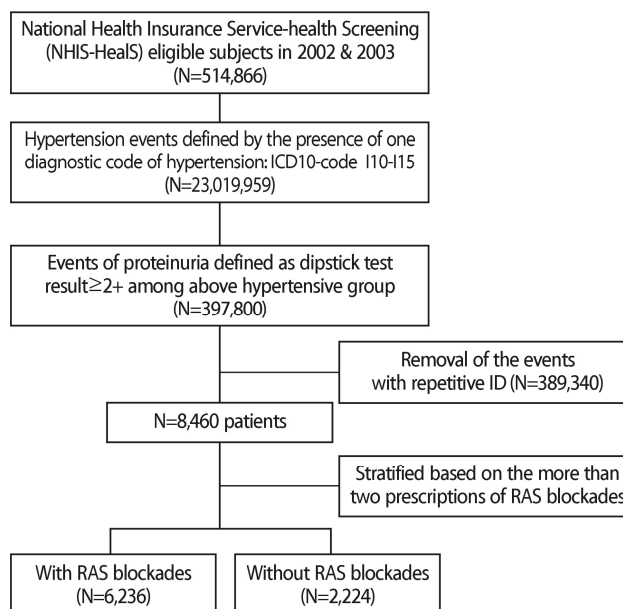 National Health Insurance Service-health Screening
(NHIS-HealS) eligible subjects in 2002 & 2003
(N=514,866)
Hypertension events defined by the presence of one
diagnostic code of hypertension: ICD10-code I10-I15
(N=23,019,959)
Events of proteinuria defined as dipstick test
result≥2+ among above hypertensive group
(N=397,800)
Removal of the events
with repetitive ID (N=389,340)
N=8,460 patients
Stratified based on the more than
two prescriptions of RAS blockades
With RAS blockades
(N=6,236)
Without RAS blockades
(N=2,224)